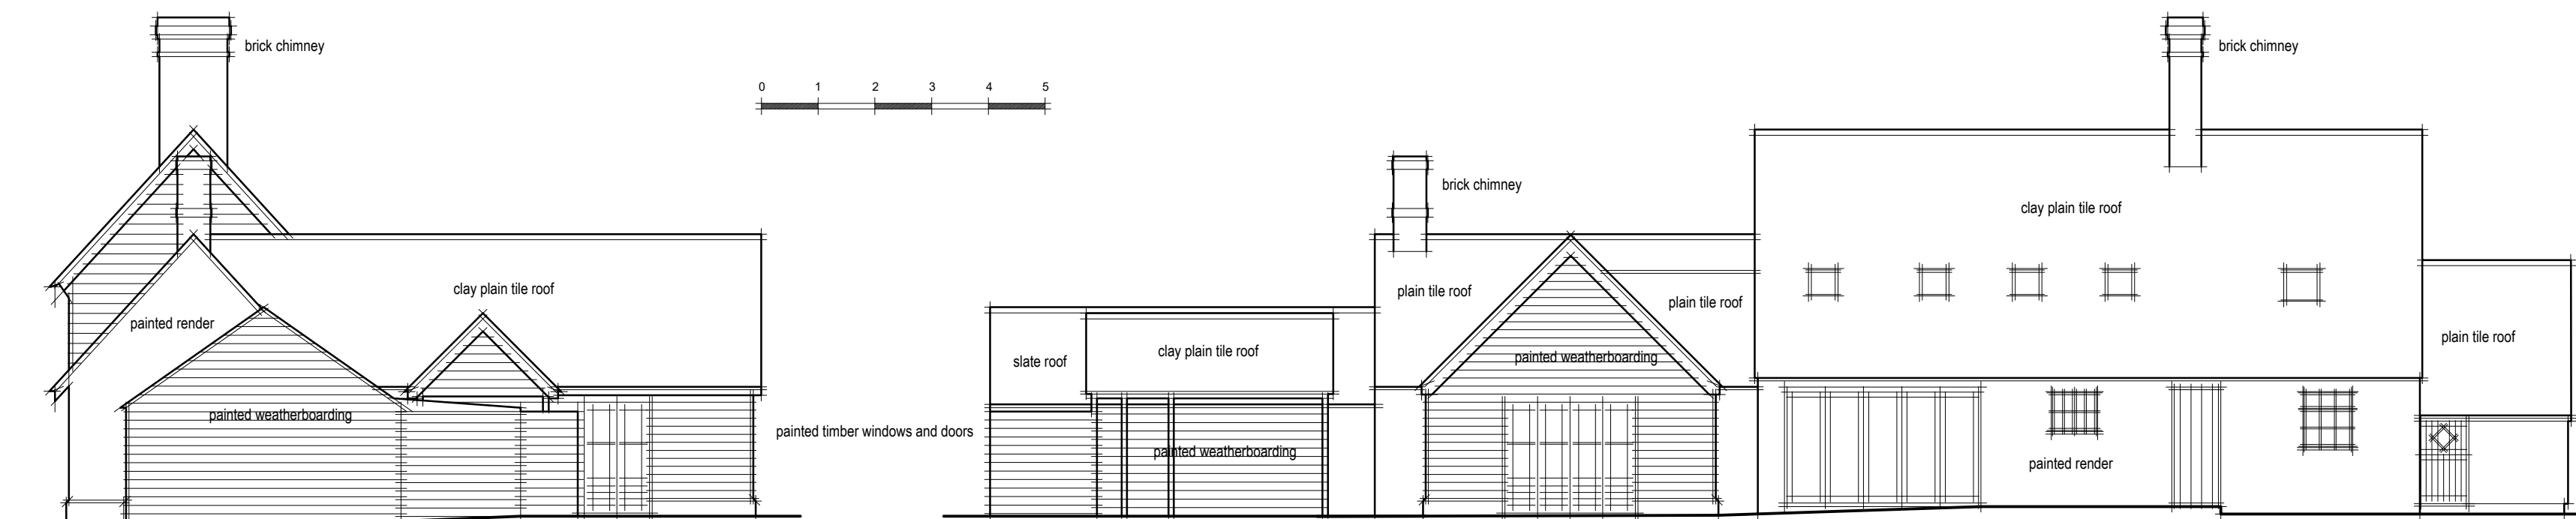 brick chimney
brick chimney
0 1 2 3 4 5
brick chimney
clay plain tile roof
clay plain tile roof
plain tile roof
plain tile roof
painted render
plain tile roof
clay plain tile roof
painted weatherboarding
slate roof
painted weatherboarding
painted timber windows and doors
painted weatherboarding
painted render